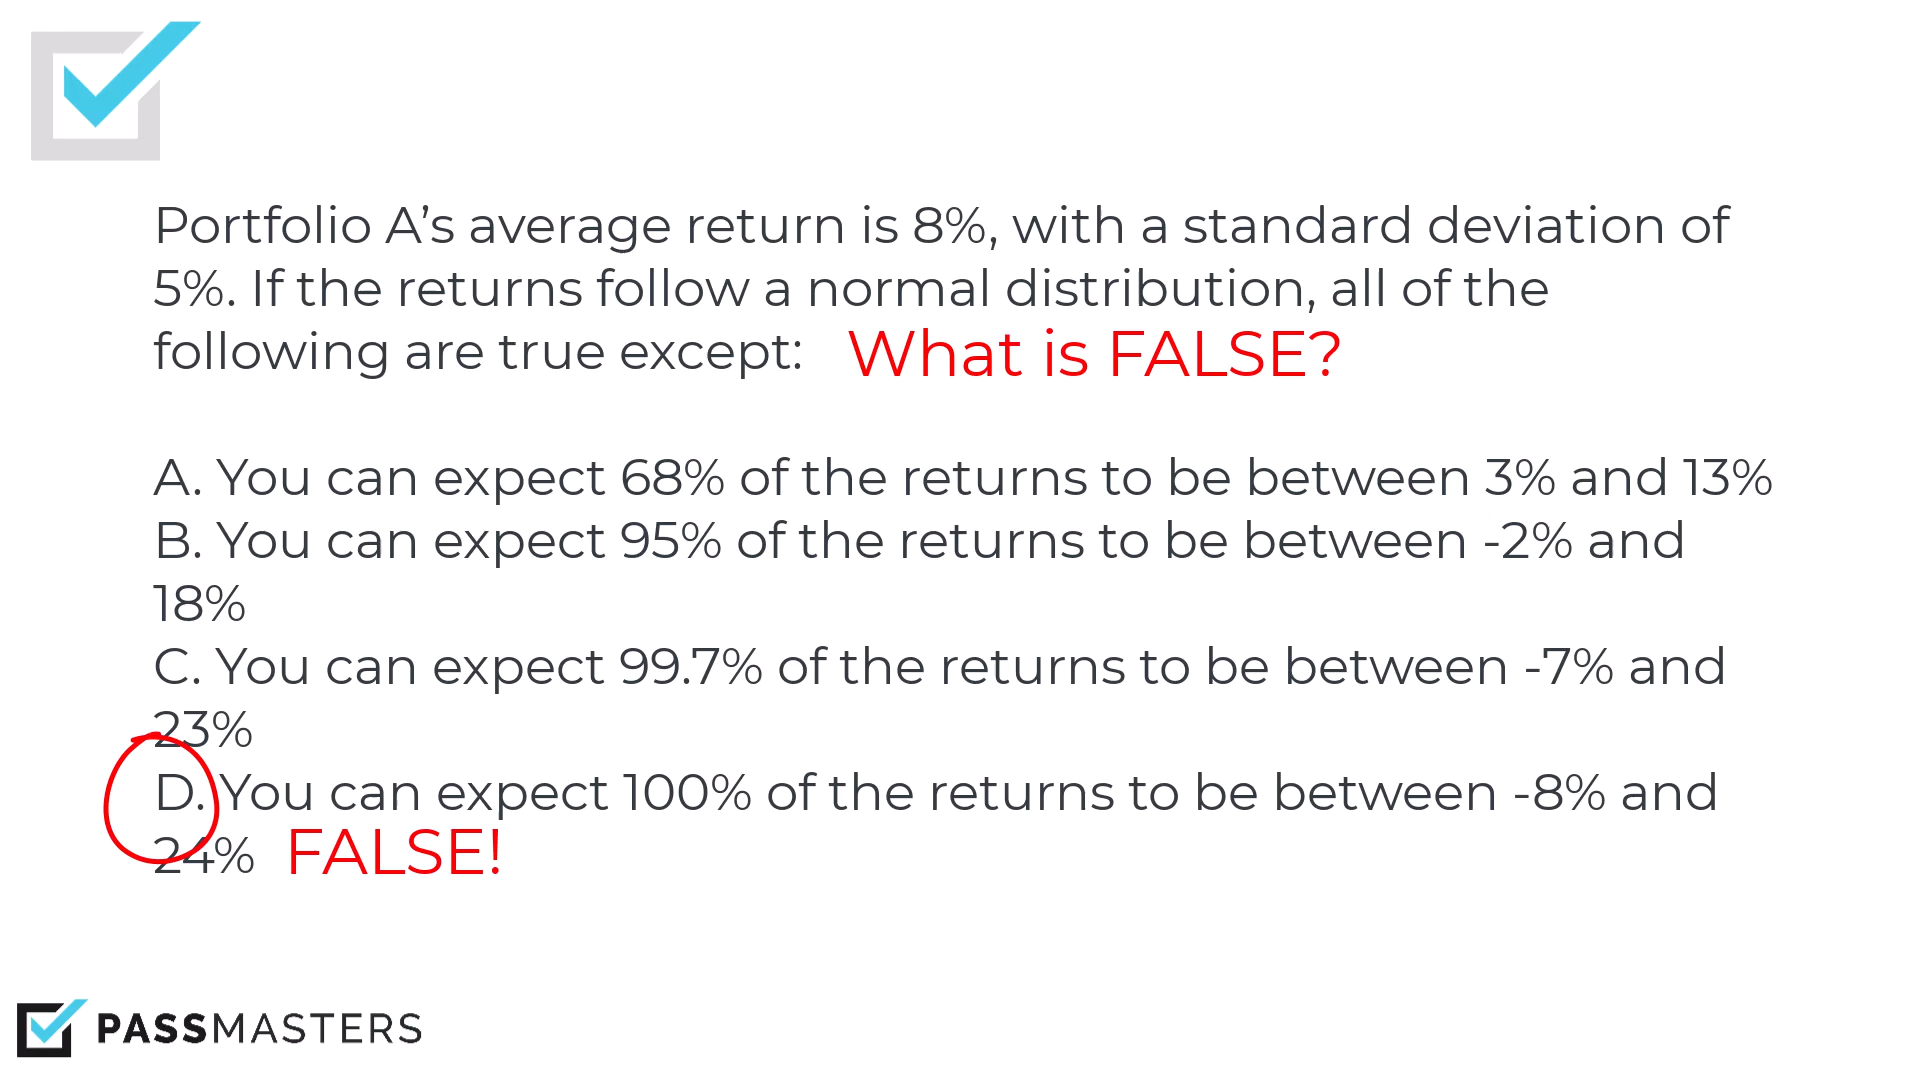 Portfolio A’s average return is 8%, with a standard deviation of
5%. If the returns follow a normal distribution, all of the
following are true except: What is FALSE?
A. You can expect 68% of the returns to be between 3% and 13%
B. You can expect 95% of the returns to be between -2% and
18%
C. You can expect 99.7% of the returns to be between -7% and
23%
D. You can expect 100% of the returns to be between -8% and
24% FALSE!
PASSMASTERS